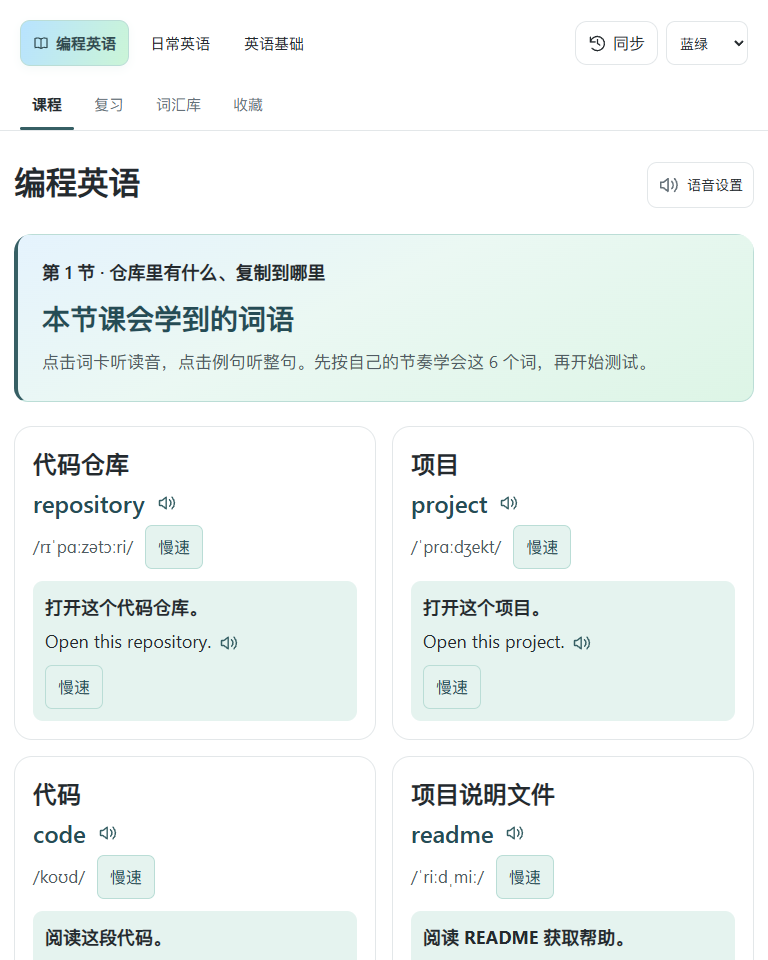 编程英语 日常英语 英语基础 同步 蓝绿
课程 复习 词汇库 收藏
编程英语 语音设置
第 1 节 · 仓库里有什么、复制到哪里
本节课会学到的词语
点击词卡听读音，点击例句听整句。先按自己的节奏学会这 6 个词，再开始测试。
代码仓库
repository
/rɪˈpɑːzətɔːri/ 慢速
打开这个代码仓库。
Open this repository.
慢速
项目
project
/ˈprɑːdʒekt/ 慢速
打开这个项目。
Open this project.
慢速
代码
code
/koʊd/ 慢速
阅读这段代码。
项目说明文件
readme
/ˈriːdˌmiː/ 慢速
阅读 README 获取帮助。